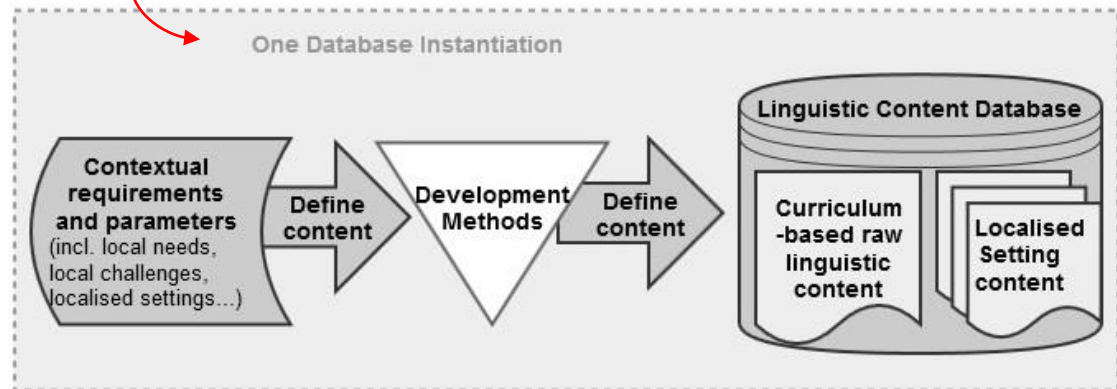 One Database Instantiation
Contextual
requirements
and parameters
(incl. local needs,
local challenges,
localised settings...)
Define
content
Development
Methods
Define
content
Linguistic Content Database
Curriculum
-based raw
linguistic
content
Localised
Setting
content